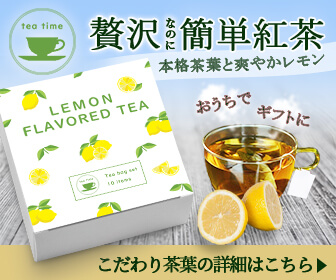 tea time
贅沢なのに簡単紅茶
本格茶葉と爽やかレモン
LEMON
FLAVORED TEA
tea time
Tea bag set
10 items
おうちで
ギフトに
こだわり茶葉の詳細はこちら▶